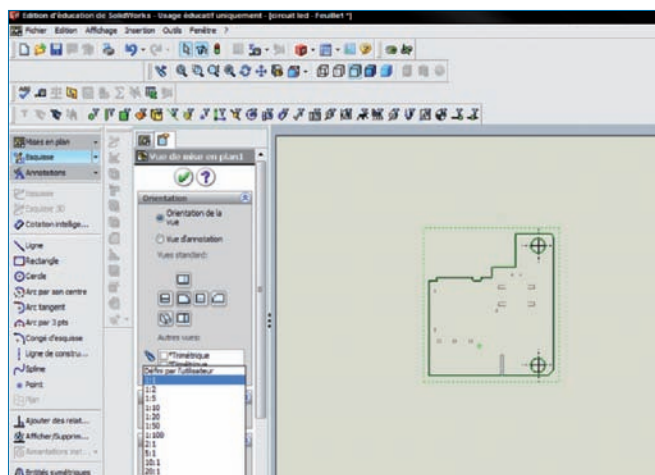 Edition d'éducation de SolidWorks - Usage éducatif uniquement - [circuit led - Feuille1 *]
Fichier Edition Affichage Insertion Outils Fenêtre ?
Mises en plan
Esquisse
Annotations
Esquisse
Esquisse 3D
Cotation intellige...
Ligne
Rectangle
Cercle
Arc par son centre
Arc tangent
Arc par 3 pts
Congé d'esquisse
Ligne de constru...
Spline
Point
Plan
Ajouter des relat...
Afficher/Supprim...
Entités symétriques
Vue de mise en plan1
Orientation
Orientation de la
vue
Vue d'annotation
Vues standard:
Autres vues:
*Trimétrique
*Dimétrique
Défini par l'utilisateur
1:1
1:2
1:5
1:10
1:20
1:50
1:100
2:1
5:1
10:1
20:1